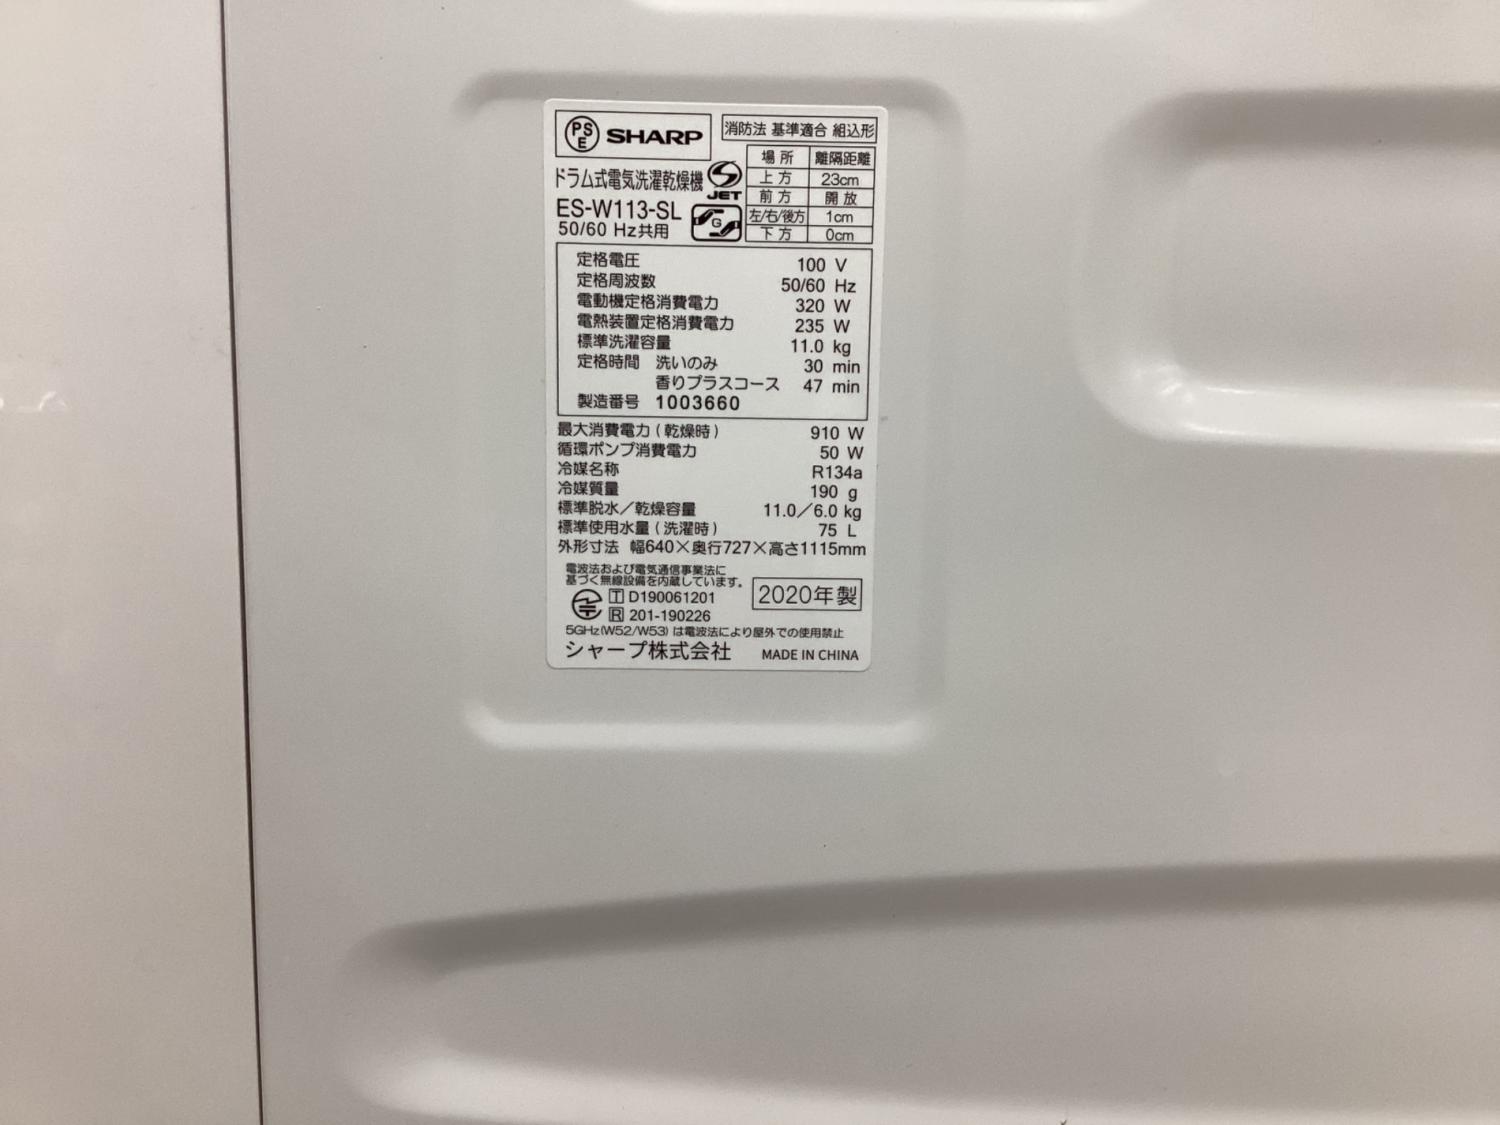 PSE SHARP
消防法 基準適合 組込形
場所 離隔距離
上方 23cm
前方 開放
左/右/後方 1cm
下方 0cm
ドラム式電気洗濯乾燥機
S JET
ES-W113-SL
G
50/60 Hz共用
定格電圧 100 V
定格周波数 50/60 Hz
電動機定格消費電力 320 W
電熱装置定格消費電力 235 W
標準洗濯容量 11.0 kg
定格時間 洗いのみ 30 min
香りプラスコース 47 min
製造番号 1003660
最大消費電力(乾燥時) 910 W
循環ポンプ消費電力 50 W
冷媒名称 R134a
冷媒質量 190 g
標準脱水/乾燥容量 11.0/6.0 kg
標準使用水量(洗濯時) 75 L
外形寸法 幅640×奥行727×高さ1115mm
電波法および電気通信事業法に
基づく無線設備を内蔵しています。
T D190061201
R 201-190226
2020年製
5GHz(W52/W53)は電波法により屋外での使用禁止
シャープ株式会社 MADE IN CHINA